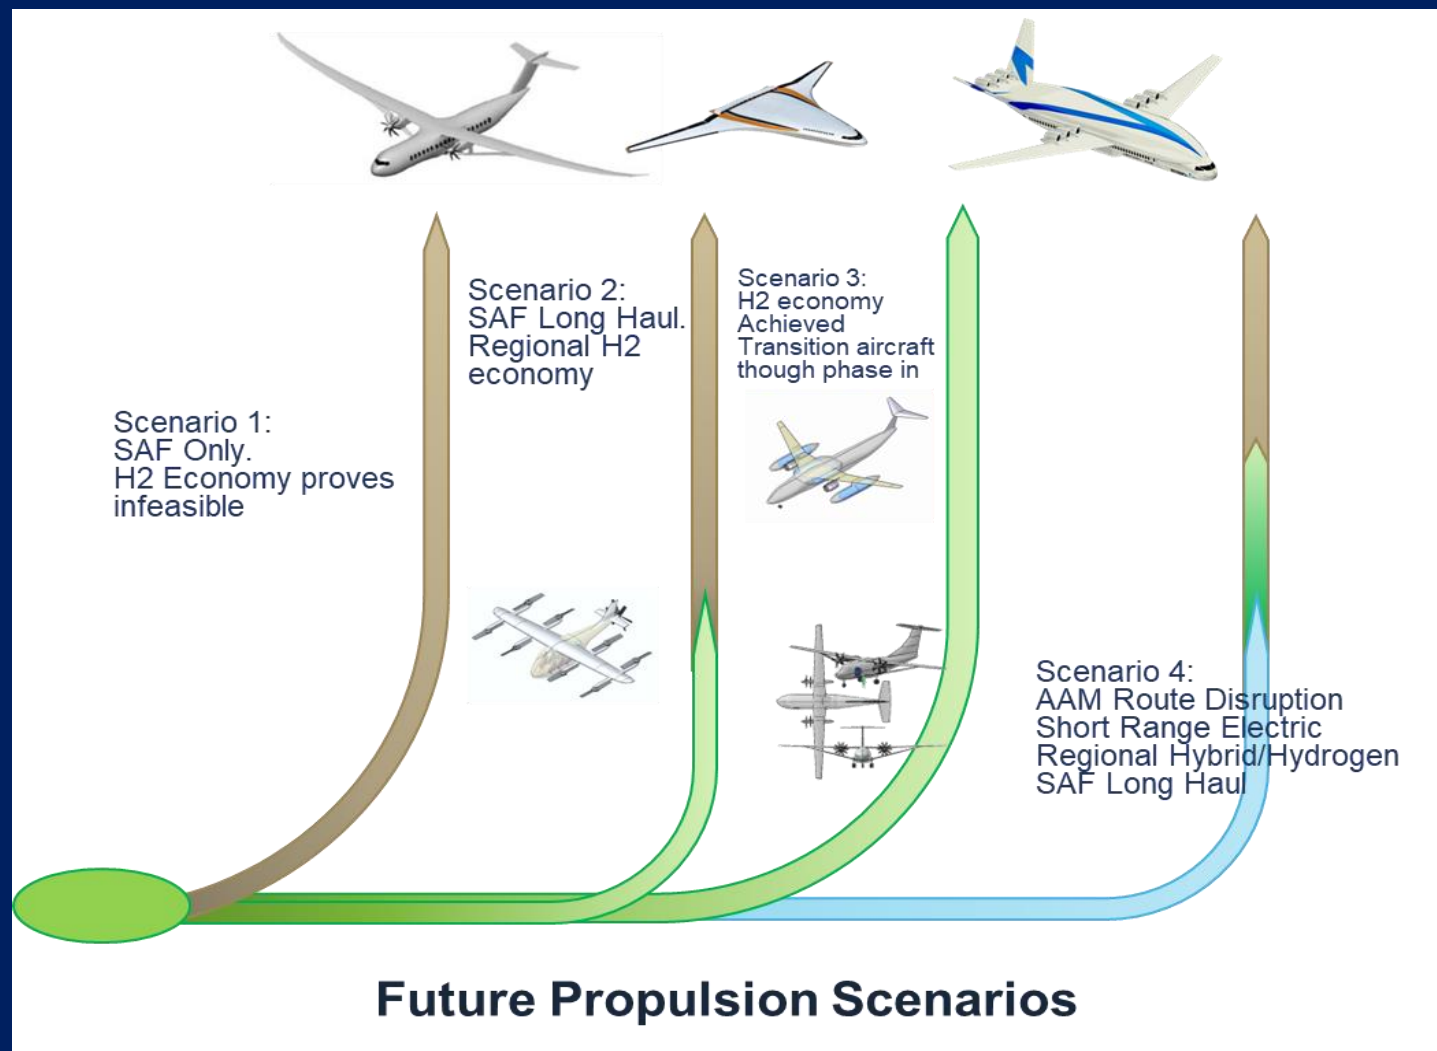 Scenario 1:
SAF Only.
H2 Economy proves
infeasible
Scenario 2:
SAF Long Haul.
Regional H2
economy
Scenario 3:
H2 economy
Achieved
Transition aircraft
though phase in
Scenario 4:
AAM Route Disruption
Short Range Electric
Regional Hybrid/Hydrogen
SAF Long Haul
Future Propulsion Scenarios